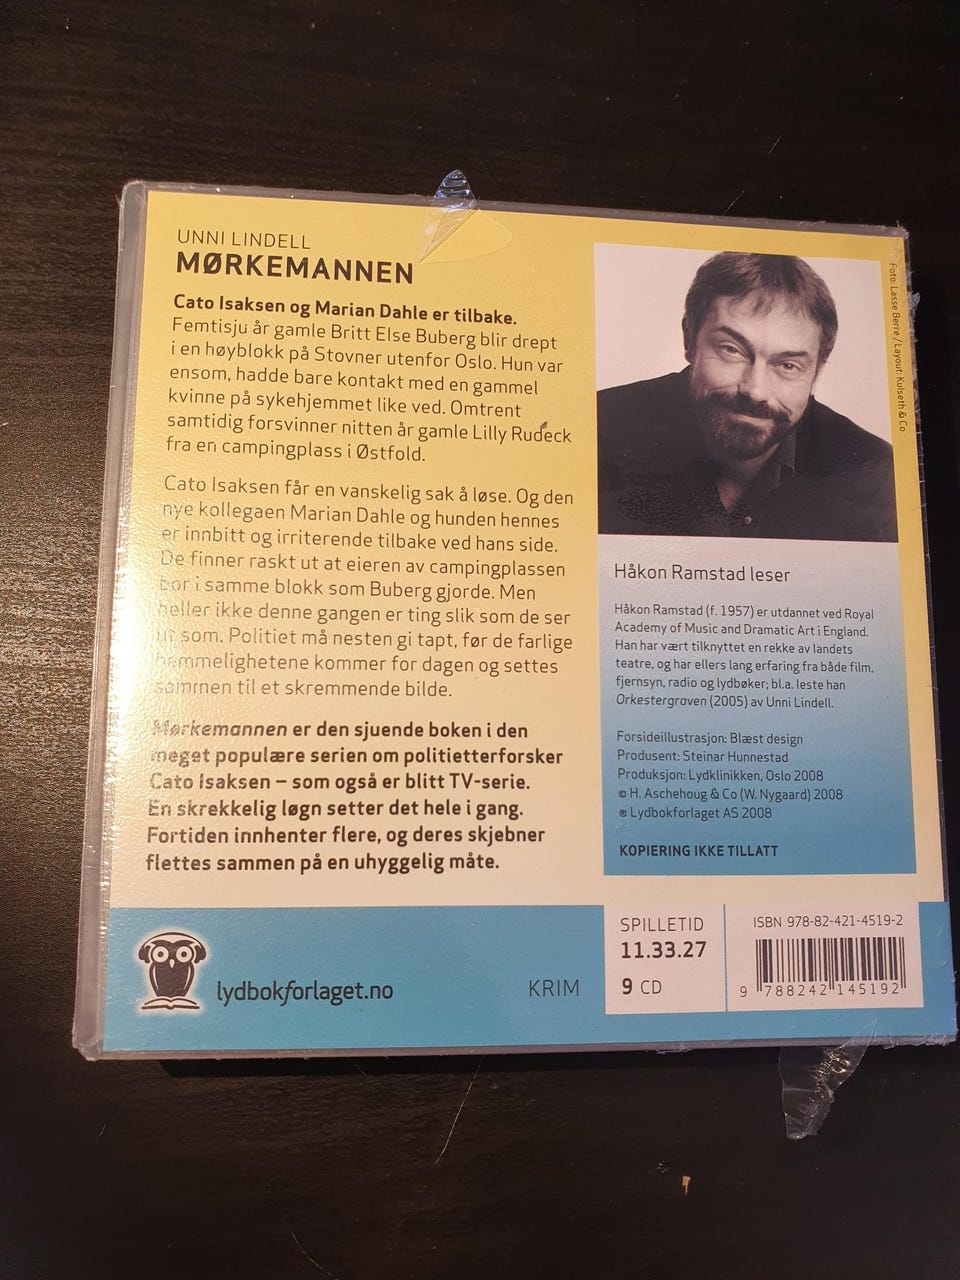 UNNI LINDELL
MØRKEMANNEN
Cato Isaksen og Marian Dahle er tilbake.
Femtisju år gamle Britt Else Buberg blir drept
i en høyblokk på Stovner utenfor Oslo. Hun var
ensom, hadde bare kontakt med en gammel
kvinne på sykehjemmet like ved. Omtrent
samtidig forsvinner nitten år gamle Lilly Rudeck
fra en campingplass i Østfold.
Cato Isaksen får en vanskelig sak å løse. Og den
nye kollegaen Marian Dahle og hunden hennes
er innbitt og irriterende tilbake ved hans side.
De finner raskt ut at eieren av campingplassen
bor i samme blokk som Buberg gjorde. Men
heller ikke denne gangen er ting slik som de ser
ut som. Politiet må nesten gi tapt, før de farlige
hemmelighetene kommer for dagen og settes
sammen til et skremmende bilde.
Mørkemannen er den sjuende boken i den
meget populære serien om politietterforsker
Cato Isaksen – som også er blitt TV-serie.
En skrekkelig løgn setter det hele i gang.
Fortiden innhenter flere, og deres skjebner
flettes sammen på en uhyggelig måte.
Foto: Lasse Berre / Layout: Kulseth & Co
Håkon Ramstad leser
Håkon Ramstad (f. 1957) er utdannet ved Royal
Academy of Music and Dramatic Art i England.
Han har vært tilknyttet en rekke av landets
teatre, og har ellers lang erfaring fra både film,
fjernsyn, radio og lydbøker; bl.a. leste han
Orkestergraven (2005) av Unni Lindell.
Forsideillustrasjon: Blæst design
Produsent: Steinar Hunnestad
Produksjon: Lydklinikken, Oslo 2008
© H. Aschehoug & Co (W. Nygaard) 2008
℗ Lydbokforlaget AS 2008
KOPIERING IKKE TILLATT
lydbokforlaget.no
KRIM
SPILLETID
11.33.27
9 CD
ISBN 978-82-421-4519-2
9 788242 145192